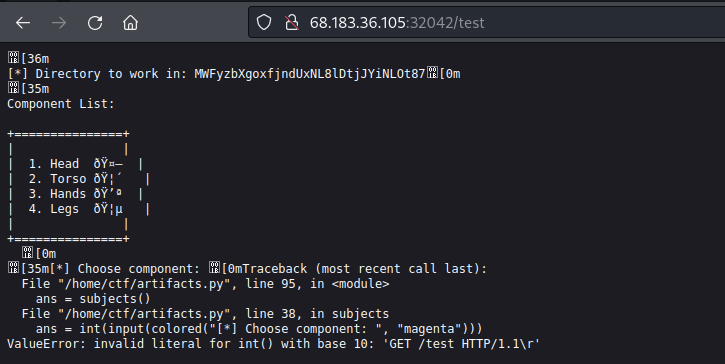 68.183.36.105:32042/test
[36m
[*] Directory to work in: MWFyzbXgoxfjndUxNL8lDtjJYiNLOt87[0m
[35m
Component List:
+===============+
|               |
|  1. Head  ðŸ¤–  |
|  2. Torso ðŸ¦´   |
|  3. Hands ðŸ’ª  |
|  4. Legs  ðŸ¦µ   |
|               |
+===============+
[0m
[35m[*] Choose component: [0mTraceback (most recent call last):
  File "/home/ctf/artifacts.py", line 95, in <module>
    ans = subjects()
  File "/home/ctf/artifacts.py", line 38, in subjects
    ans = int(input(colored("[*] Choose component: ", "magenta")))
ValueError: invalid literal for int() with base 10: 'GET /test HTTP/1.1\r'